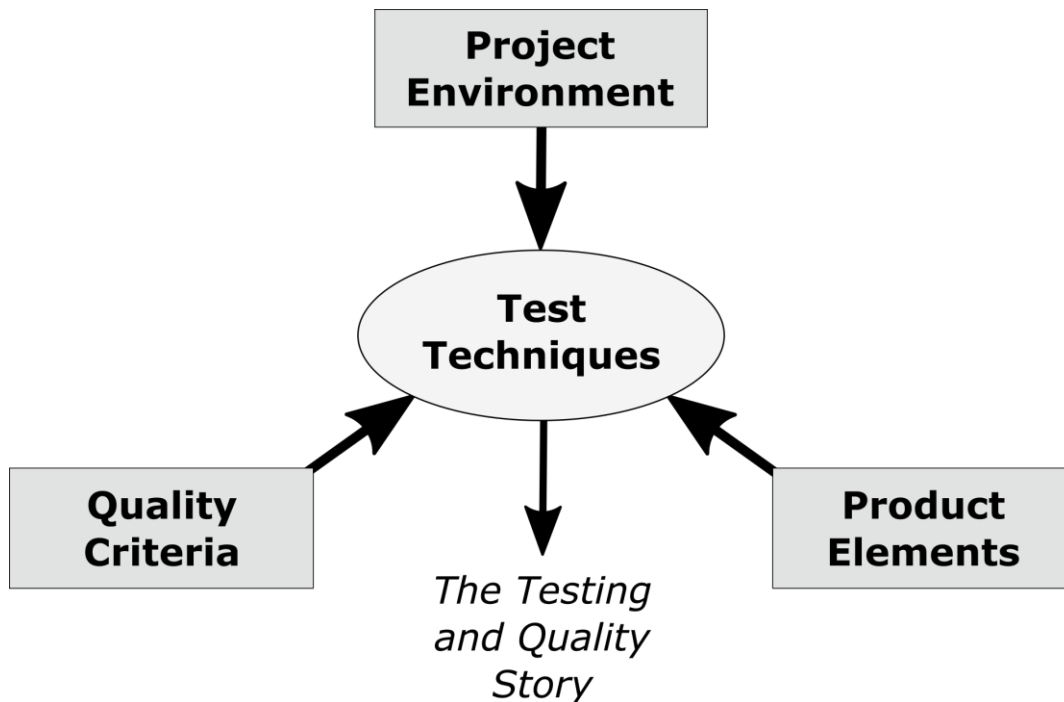 Project
Environment
Test
Techniques
Quality
Criteria
Product
Elements
The Testing
and Quality
Story